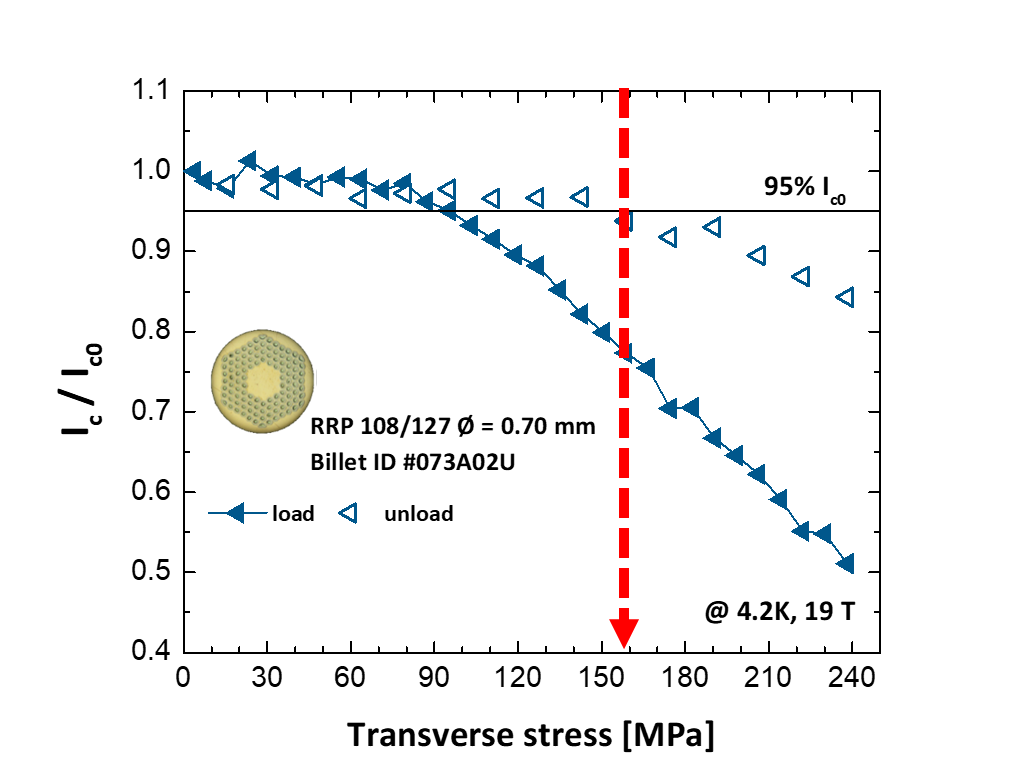 1.1
1.0
0.9
0.8
0.7
0.6
0.5
0.4
I_c / I_c0
95% I_c0
RRP 108/127 Ø = 0.70 mm
Billet ID #073A02U
load unload
@ 4.2K, 19 T
0 30 60 90 120 150 180 210 240
Transverse stress [MPa]